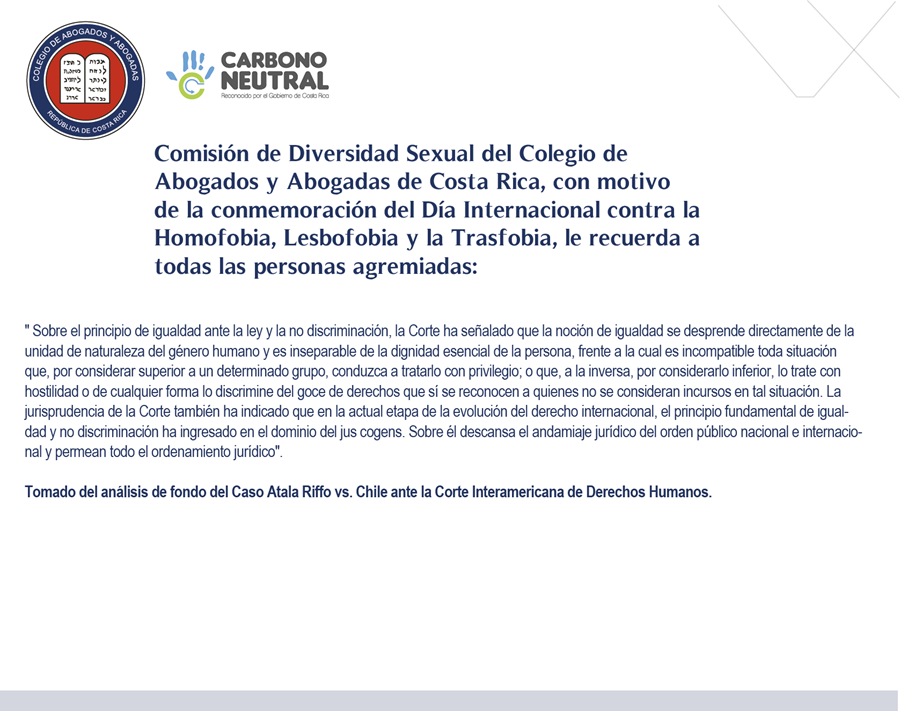 COLEGIO DE ABOGADOS Y ABOGADAS
REPÚBLICA DE COSTA RICA
CARBONO
NEUTRAL
Reconocido por el Gobierno de Costa Rica
Comisión de Diversidad Sexual del Colegio de
Abogados y Abogadas de Costa Rica, con motivo
de la conmemoración del Día Internacional contra la
Homofobia, Lesbofobia y la Trasfobia, le recuerda a
todas las personas agremiadas:
" Sobre el principio de igualdad ante la ley y la no discriminación, la Corte ha señalado que la noción de igualdad se desprende directamente de la
unidad de naturaleza del género humano y es inseparable de la dignidad esencial de la persona, frente a la cual es incompatible toda situación
que, por considerar superior a un determinado grupo, conduzca a tratarlo con privilegio; o que, a la inversa, por considerarlo inferior, lo trate con
hostilidad o de cualquier forma lo discrimine del goce de derechos que sí se reconocen a quienes no se consideran incursos en tal situación. La
jurisprudencia de la Corte también ha indicado que en la actual etapa de la evolución del derecho internacional, el principio fundamental de igual-
dad y no discriminación ha ingresado en el dominio del jus cogens. Sobre él descansa el andamiaje jurídico del orden público nacional e internacio-
nal y permean todo el ordenamiento jurídico".
Tomado del análisis de fondo del Caso Atala Riffo vs. Chile ante la Corte Interamericana de Derechos Humanos.